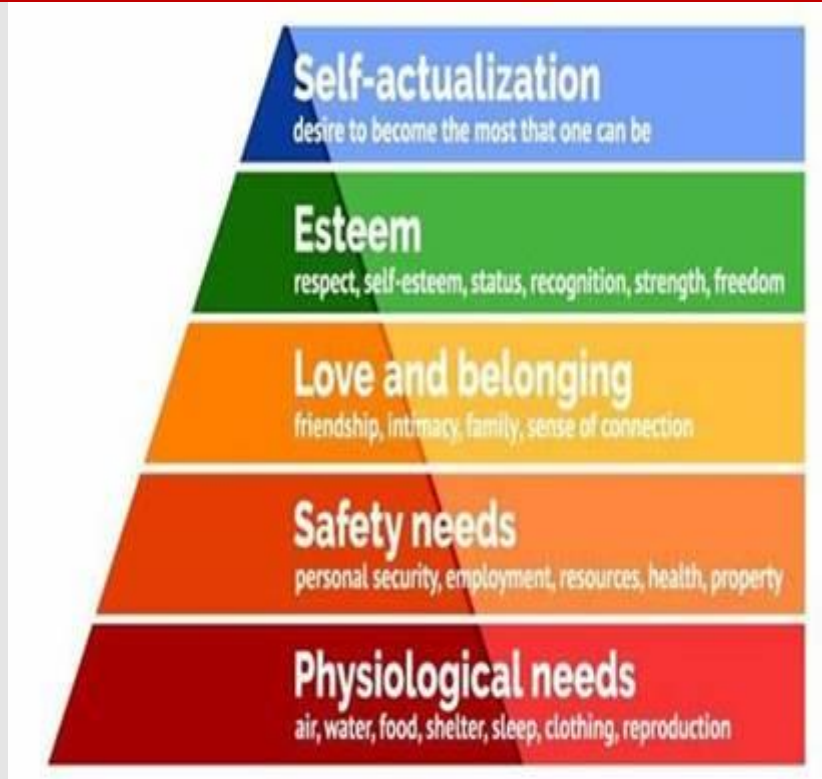 Self-actualization
desire to become the most that one can be
Esteem
respect, self-esteem, status, recognition, strength, freedom
Love and belonging
friendship, intimacy, family, sense of connection
Safety needs
personal security, employment, resources, health, property
Physiological needs
air, water, food, shelter, sleep, clothing, reproduction